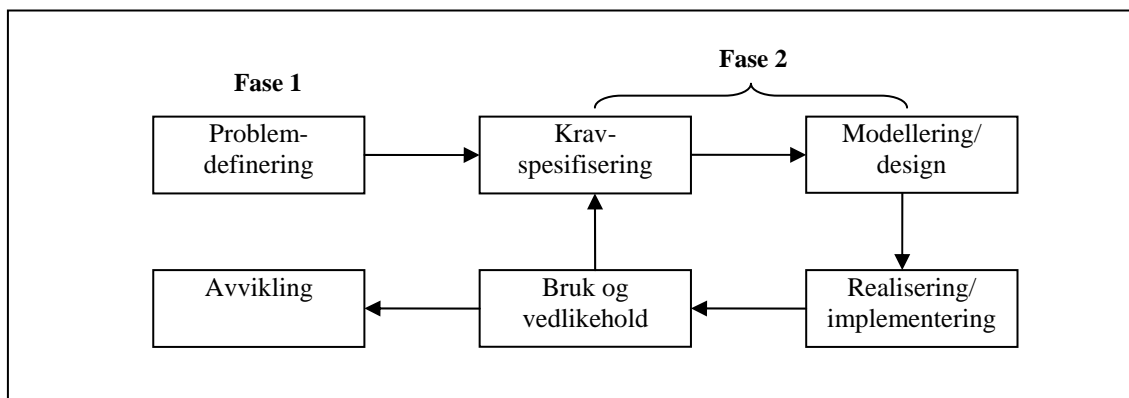 Fase 1
Fase 2
Problem-
definering
Krav-
spesifisering
Modellering/
design
Avvikling
Bruk og
vedlikehold
Realisering/
implementering